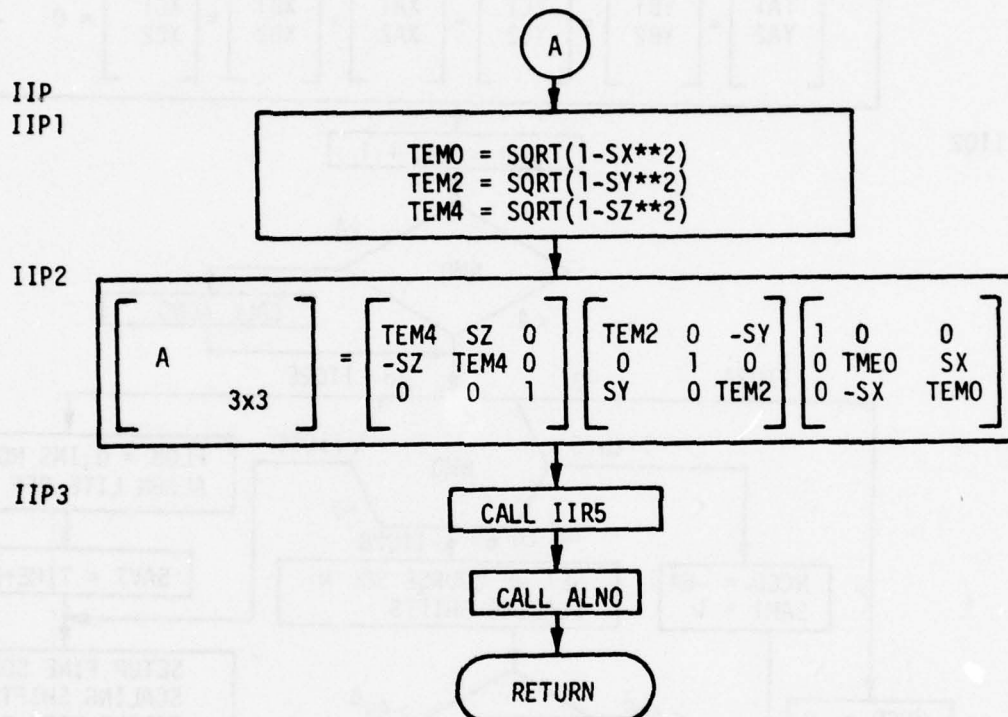 A
IIP
IIP1
TEM0 = SQRT(1-SX**2)
TEM2 = SQRT(1-SY**2)
TEM4 = SQRT(1-SZ**2)
IIP2
A 3x3 = TEM4 SZ 0 TEM2 0 -SY 1 0 0
-SZ TEM4 0 0 1 0 0 TME0 SX
0 0 1 SY 0 TEM2 0 -SX TEM0
IIP3
CALL IIR5
CALL ALNO
RETURN